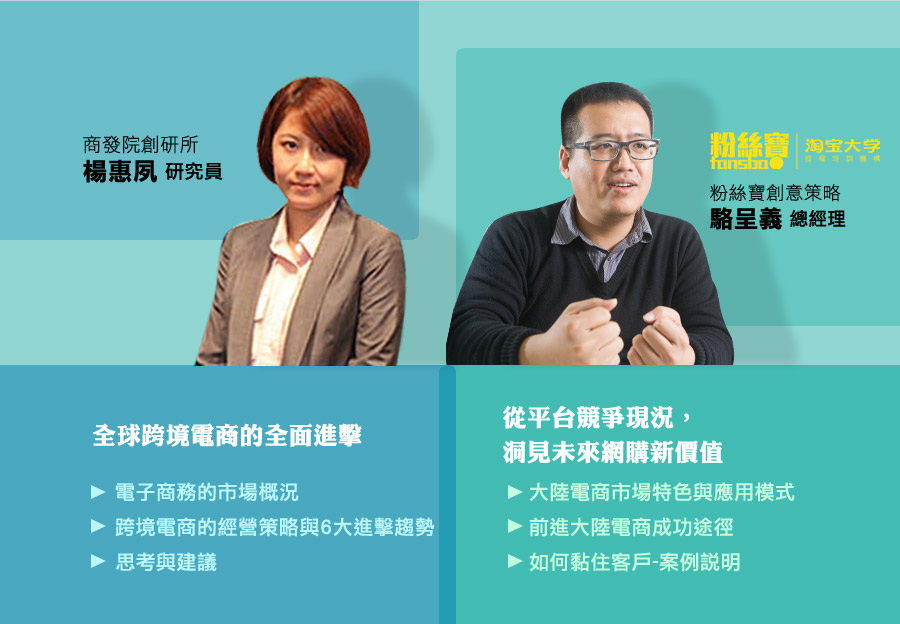 商發院創研所
楊惠夙 研究員
全球跨境電商的全面進擊
▶ 電子商務的市場概況
▶ 跨境電商的經營策略與6大進擊趨勢
▶ 思考與建議
粉絲寶 淘宝大学
fansbao
粉絲寶創意策略
駱呈義 總經理
從平台競爭現況，
洞見未來網購新價值
▶ 大陸電商市場特色與應用模式
▶ 前進大陸電商成功途徑
▶ 如何黏住客戶-案例説明